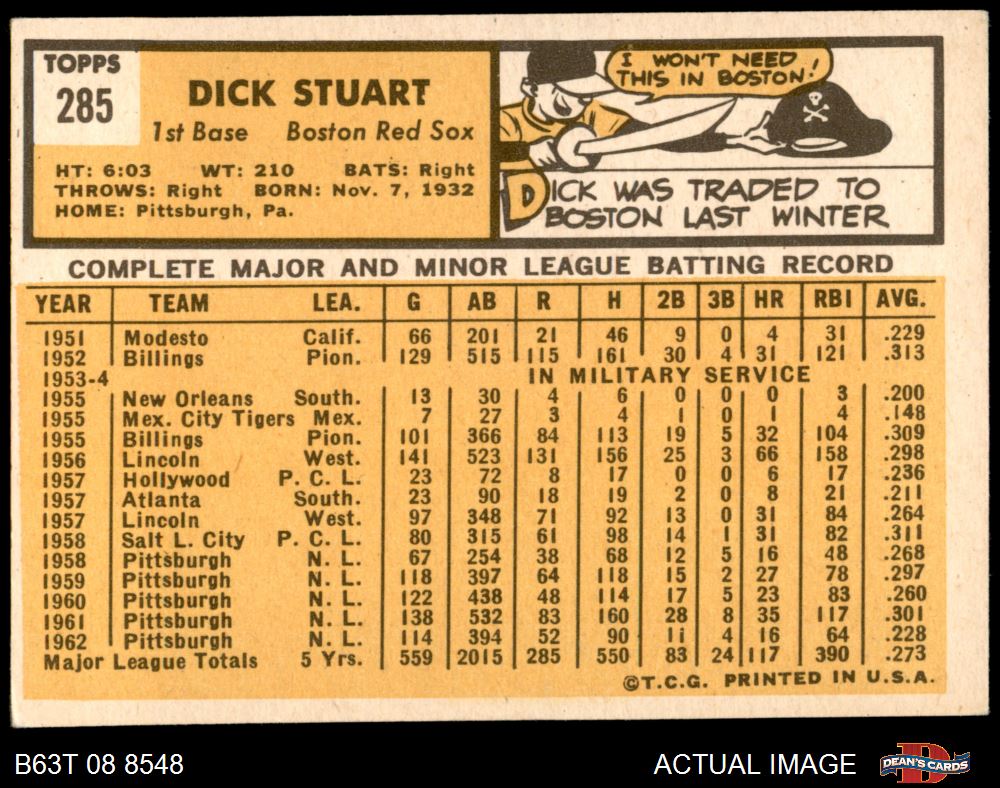 TOPPS
285
DICK STUART
1st Base Boston Red Sox
HT: 6:03 WT: 210 BATS: Right
THROWS: Right BORN: Nov. 7, 1932
HOME: Pittsburgh, Pa.
I WON'T NEED
THIS IN BOSTON!
DICK WAS TRADED TO
BOSTON LAST WINTER
COMPLETE MAJOR AND MINOR LEAGUE BATTING RECORD
YEAR TEAM LEA. G AB R H 2B 3B HR RBI AVG.
1951 Modesto Calif. 66 201 21 46 9 0 4 31 .229
1952 Billings Pion. 129 515 115 161 30 4 31 121 .313
1953-4 IN MILITARY SERVICE
1955 New Orleans South. 13 30 4 6 0 0 0 3 .200
1955 Mex. City Tigers Mex. 7 27 3 4 1 0 1 4 .148
1955 Billings Pion. 101 366 84 113 19 5 32 104 .309
1956 Lincoln West. 141 523 131 156 25 3 66 158 .298
1957 Hollywood P. C. L. 23 72 8 17 0 0 6 17 .236
1957 Atlanta South. 23 90 18 19 2 0 8 21 .211
1957 Lincoln West. 97 348 71 92 13 0 31 84 .264
1958 Salt L. City P. C. L. 80 315 61 98 14 1 31 82 .311
1958 Pittsburgh N. L. 67 254 38 68 12 5 16 48 .268
1959 Pittsburgh N. L. 118 397 64 118 15 2 27 78 .297
1960 Pittsburgh N. L. 122 438 48 114 17 5 23 83 .260
1961 Pittsburgh N. L. 138 532 83 160 28 8 35 117 .301
1962 Pittsburgh N. L. 114 394 52 90 11 4 16 64 .228
Major League Totals 5 Yrs. 559 2015 285 550 83 24 117 390 .273
©T.C.G. PRINTED IN U.S.A.
B63T 08 8548 ACTUAL IMAGE DEAN'S CARDS